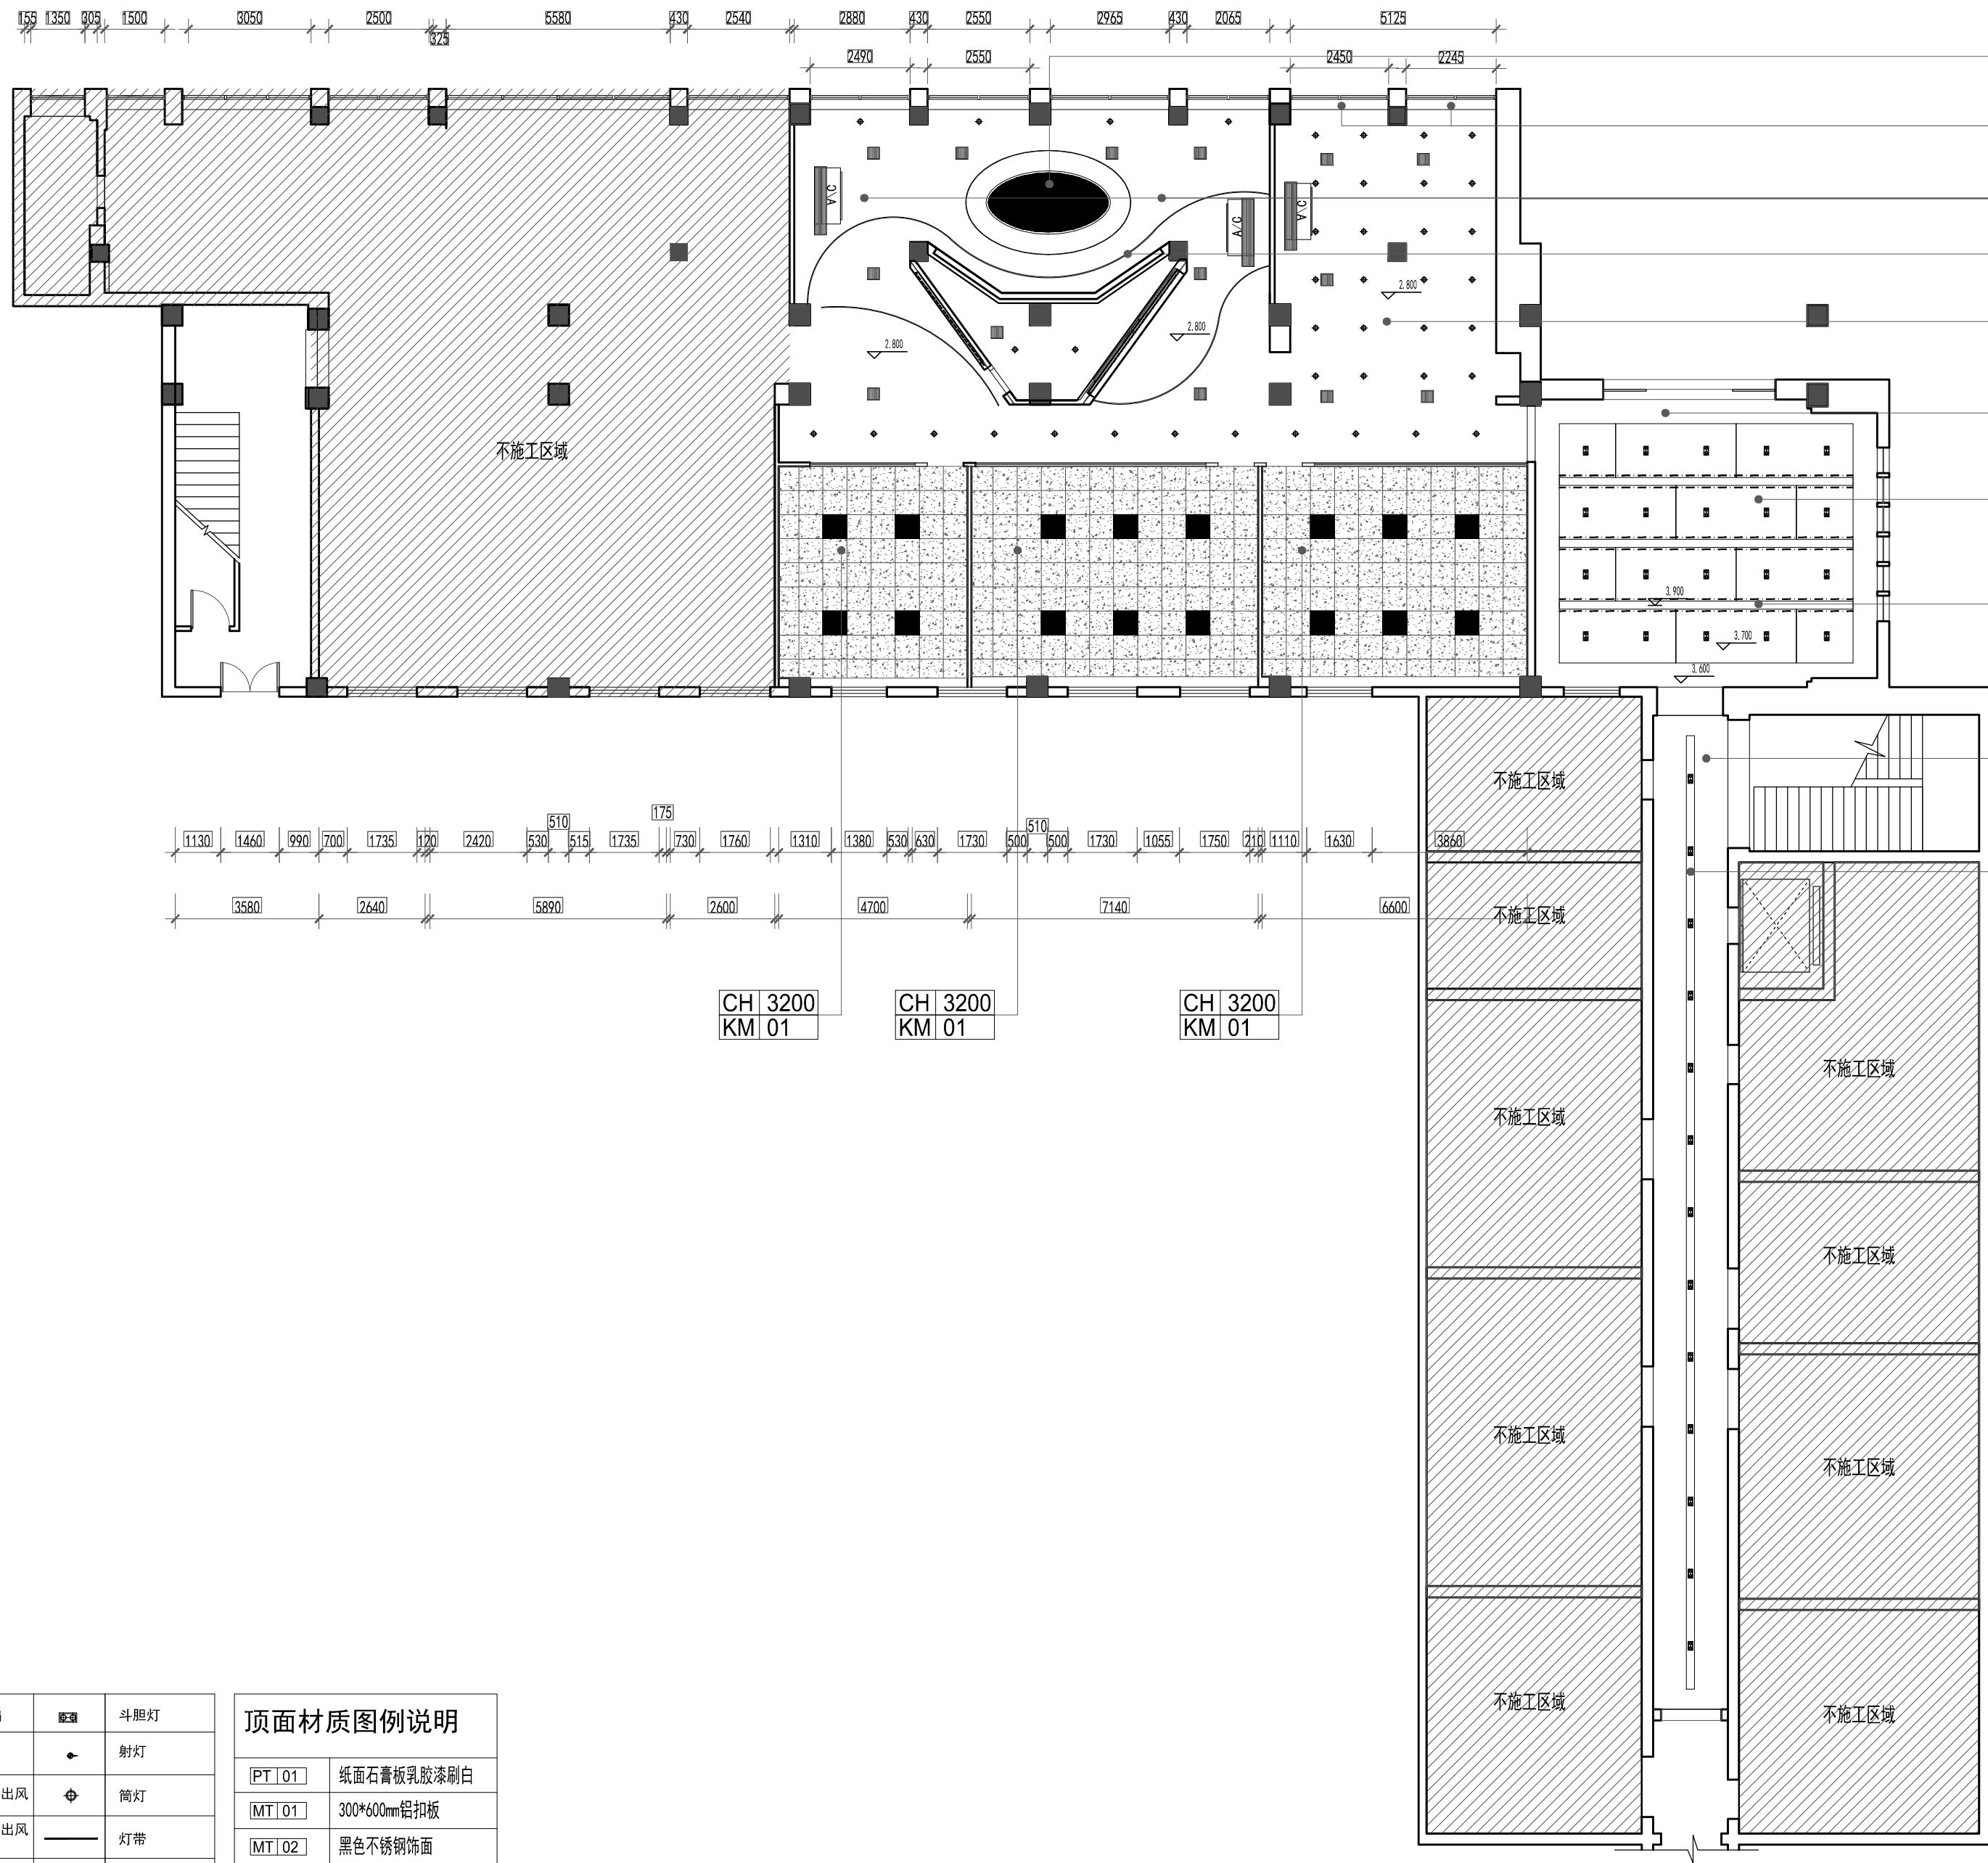 155 1350 305 1500 3050 2500 5580 430 2540 2880 430 2550 2965 430 2065 5125
325
2490 2550 2450 2245
A/C
A/C
A/C
2.800
2.800
2.800
不施工区域
3.900
3.700
3.600
不施工区域
175
510
510
1130 1460 990 700 1735 120 2420 530 515 1735 730 1760 1310 1380 530 630 1730 500 500 1730 1055 1750 210 1110 1630 3860
3580 2640 5890 2600 4700 7140 6600
不施工区域
CH 3200
KM 01
CH 3200
KM 01
CH 3200
KM 01
不施工区域
不施工区域
不施工区域
不施工区域
不施工区域
不施工区域
不施工区域
斗胆灯
射灯
出风
筒灯
出风
灯带
顶面材质图例说明
PT 01 纸面石膏板乳胶漆刷白
MT 01 300*600mm铝扣板
MT 02 黑色不锈钢饰面